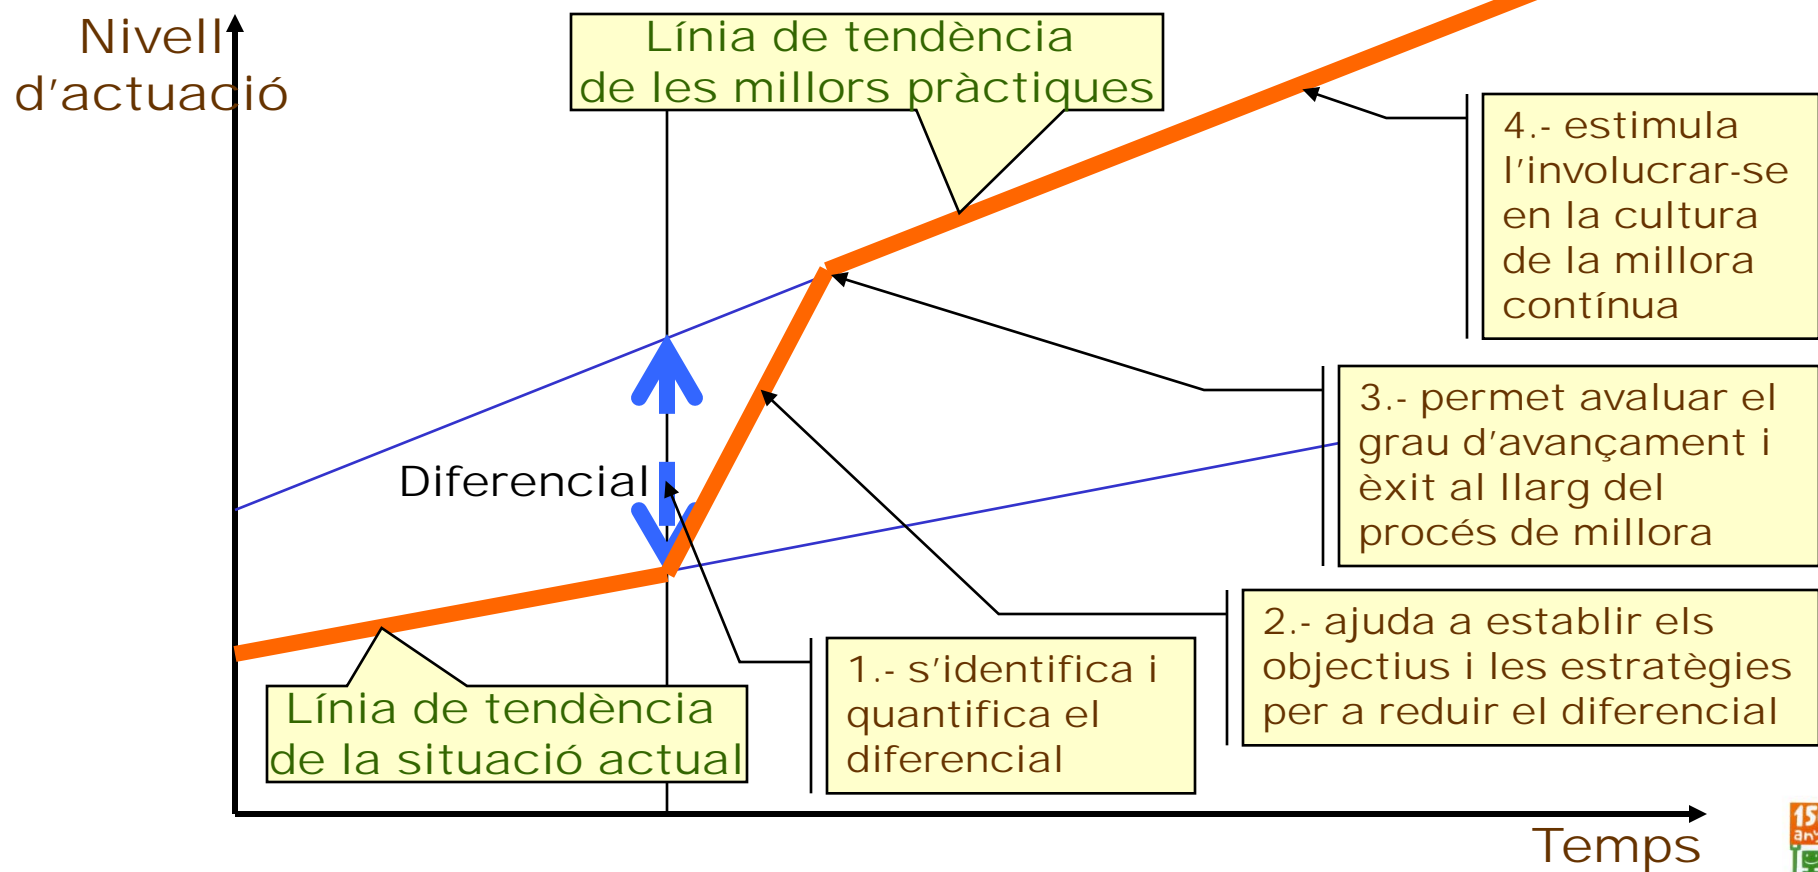 Nivell
d'actuació
Línia de tendència
de les millors pràctiques
4.- estimula
l'involucrar-se
en la cultura
de la millora
contínua
3.- permet avaluar el
grau d'avançament i
èxit al llarg del
procés de millora
Diferencial
2.- ajuda a establir els
objectius i les estratègies
per a reduir el diferencial
1.- s'identifica i
quantifica el
diferencial
Línia de tendència
de la situació actual
Temps
15
any